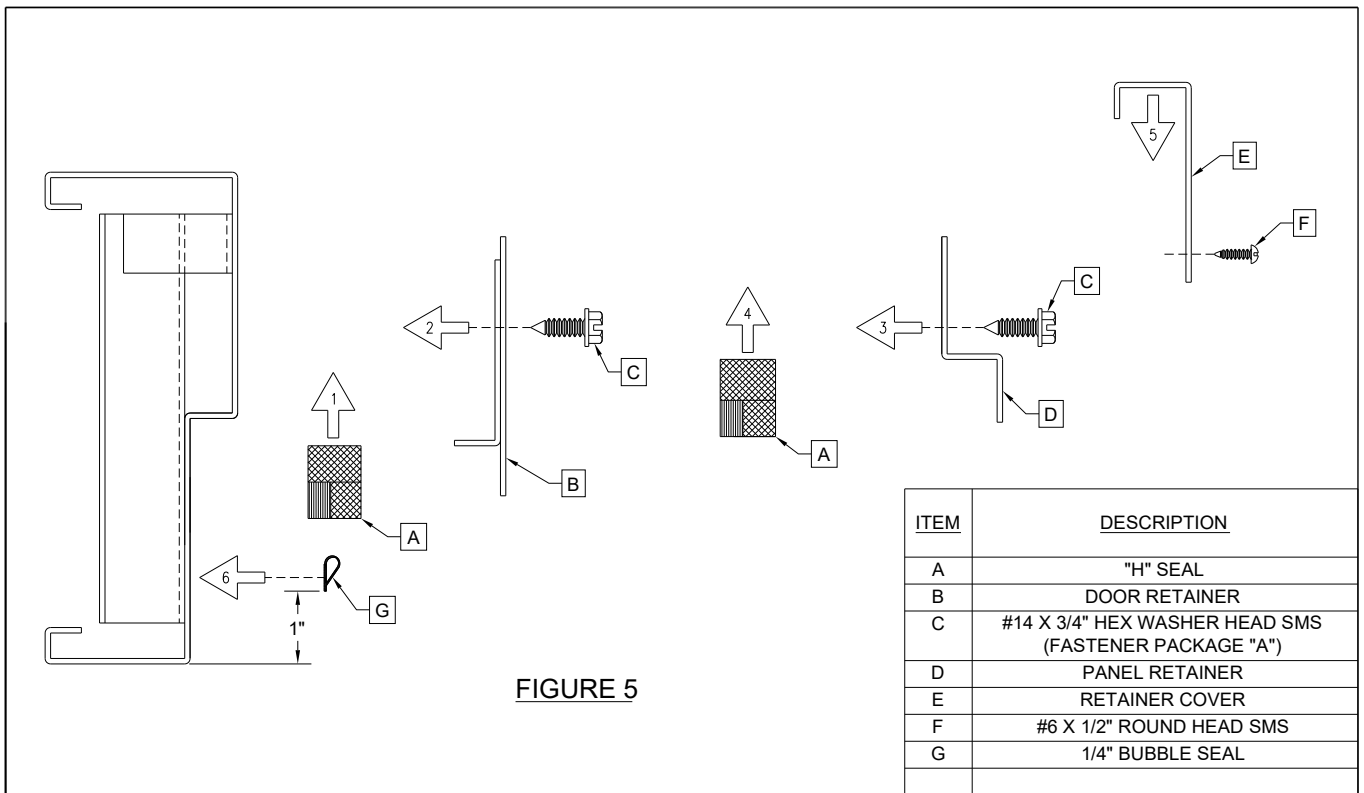 5
E
F
C
4
3
2
C
D
1
A
B
A
6
G
1"
FIGURE 5
ITEM DESCRIPTION
A "H" SEAL
B DOOR RETAINER
C #14 X 3/4" HEX WASHER HEAD SMS
(FASTENER PACKAGE "A")
D PANEL RETAINER
E RETAINER COVER
F #6 X 1/2" ROUND HEAD SMS
G 1/4" BUBBLE SEAL